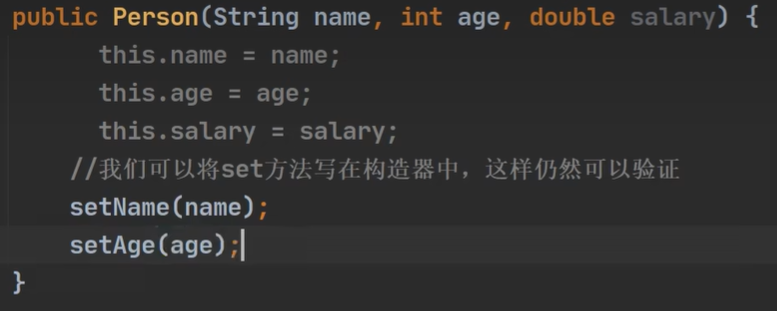 public Person(String name, int age, double salary) {
this.name = name;
this.age = age;
this.salary = salary;
//我们可以将set方法写在构造器中，这样仍然可以验证
setName(name);
setAge(age);
}